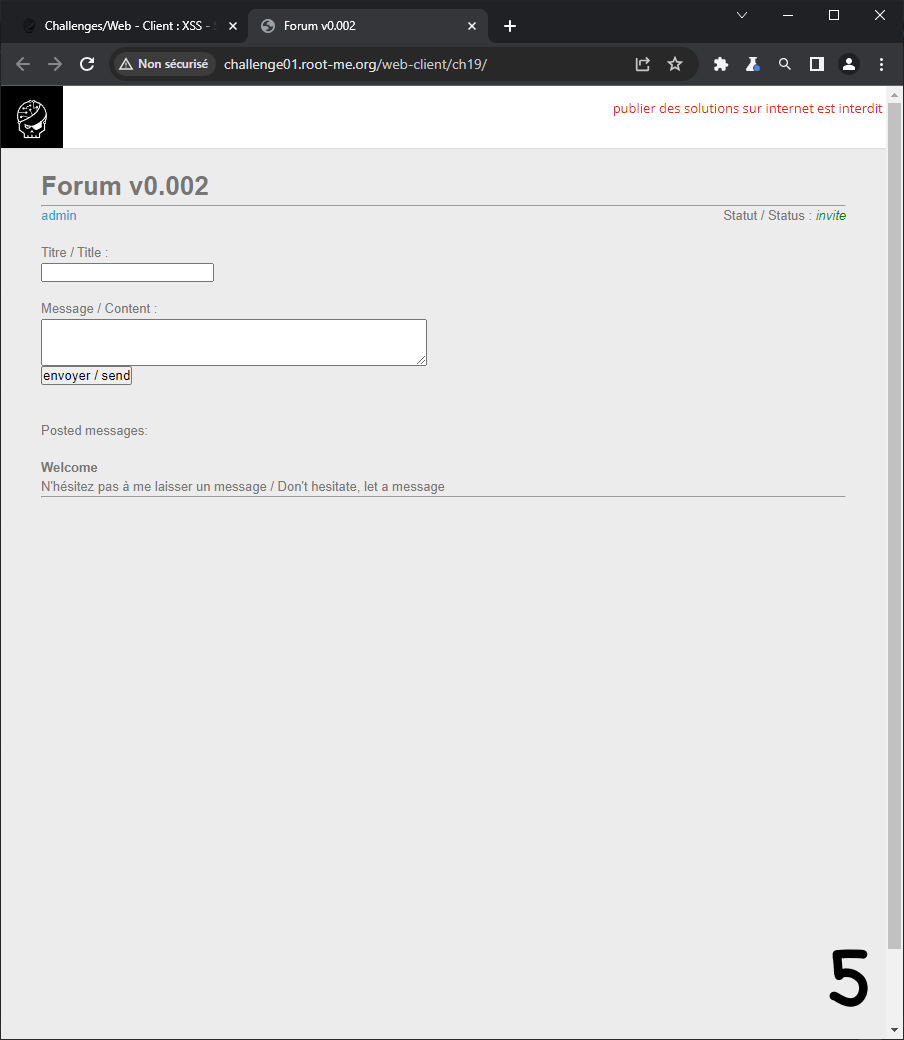 Challenges/Web - Client : XSS -
Forum v0.002
Non sécurisé
challenge01.root-me.org/web-client/ch19/
publier des solutions sur internet est interdit
Forum v0.002
admin
Statut / Status : invite
Titre / Title :
Message / Content :
envoyer / send
Posted messages:
Welcome
N'hésitez pas à me laisser un message / Don't hesitate, let a message
5